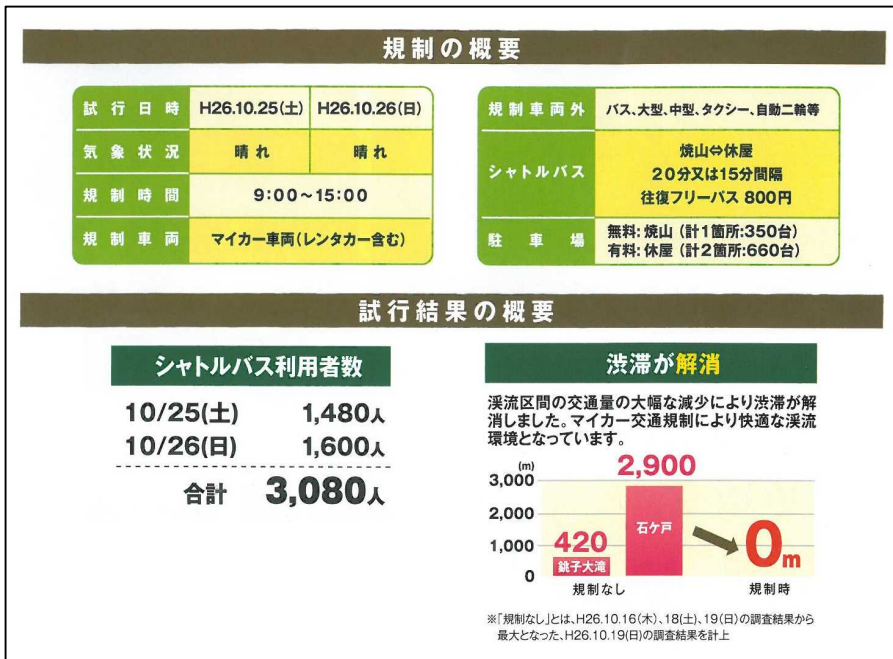 規制の概要
試行日時 H26.10.25(土) H26.10.26(日)
気象状況 晴れ 晴れ
規制時間 9:00～15:00
規制車両 マイカー車両(レンタカー含む)
規制車両外 バス、大型、中型、タクシー、自動二輪等
シャトルバス
焼山⇔休屋
20分又は15分間隔
往復フリーパス 800円
駐車場
無料:焼山 (計1箇所:350台)
有料:休屋 (計2箇所:660台)
試行結果の概要
シャトルバス利用者数
10/25(土) 1,480人
10/26(日) 1,600人
合計 3,080人
渋滞が解消
渓流区間の交通量の大幅な減少により渋滞が解
消しました。マイカー交通規制により快適な渓流
環境となっています。
(m)
3,000
2,000
1,000
0
2,900
石ケ戸
420
銚子大滝
0m
規制なし
規制時
※「規制なし」とは、H26.10.16(木)、18(土)、19(日)の調査結果から
最大となった、H26.10.19(日)の調査結果を計上